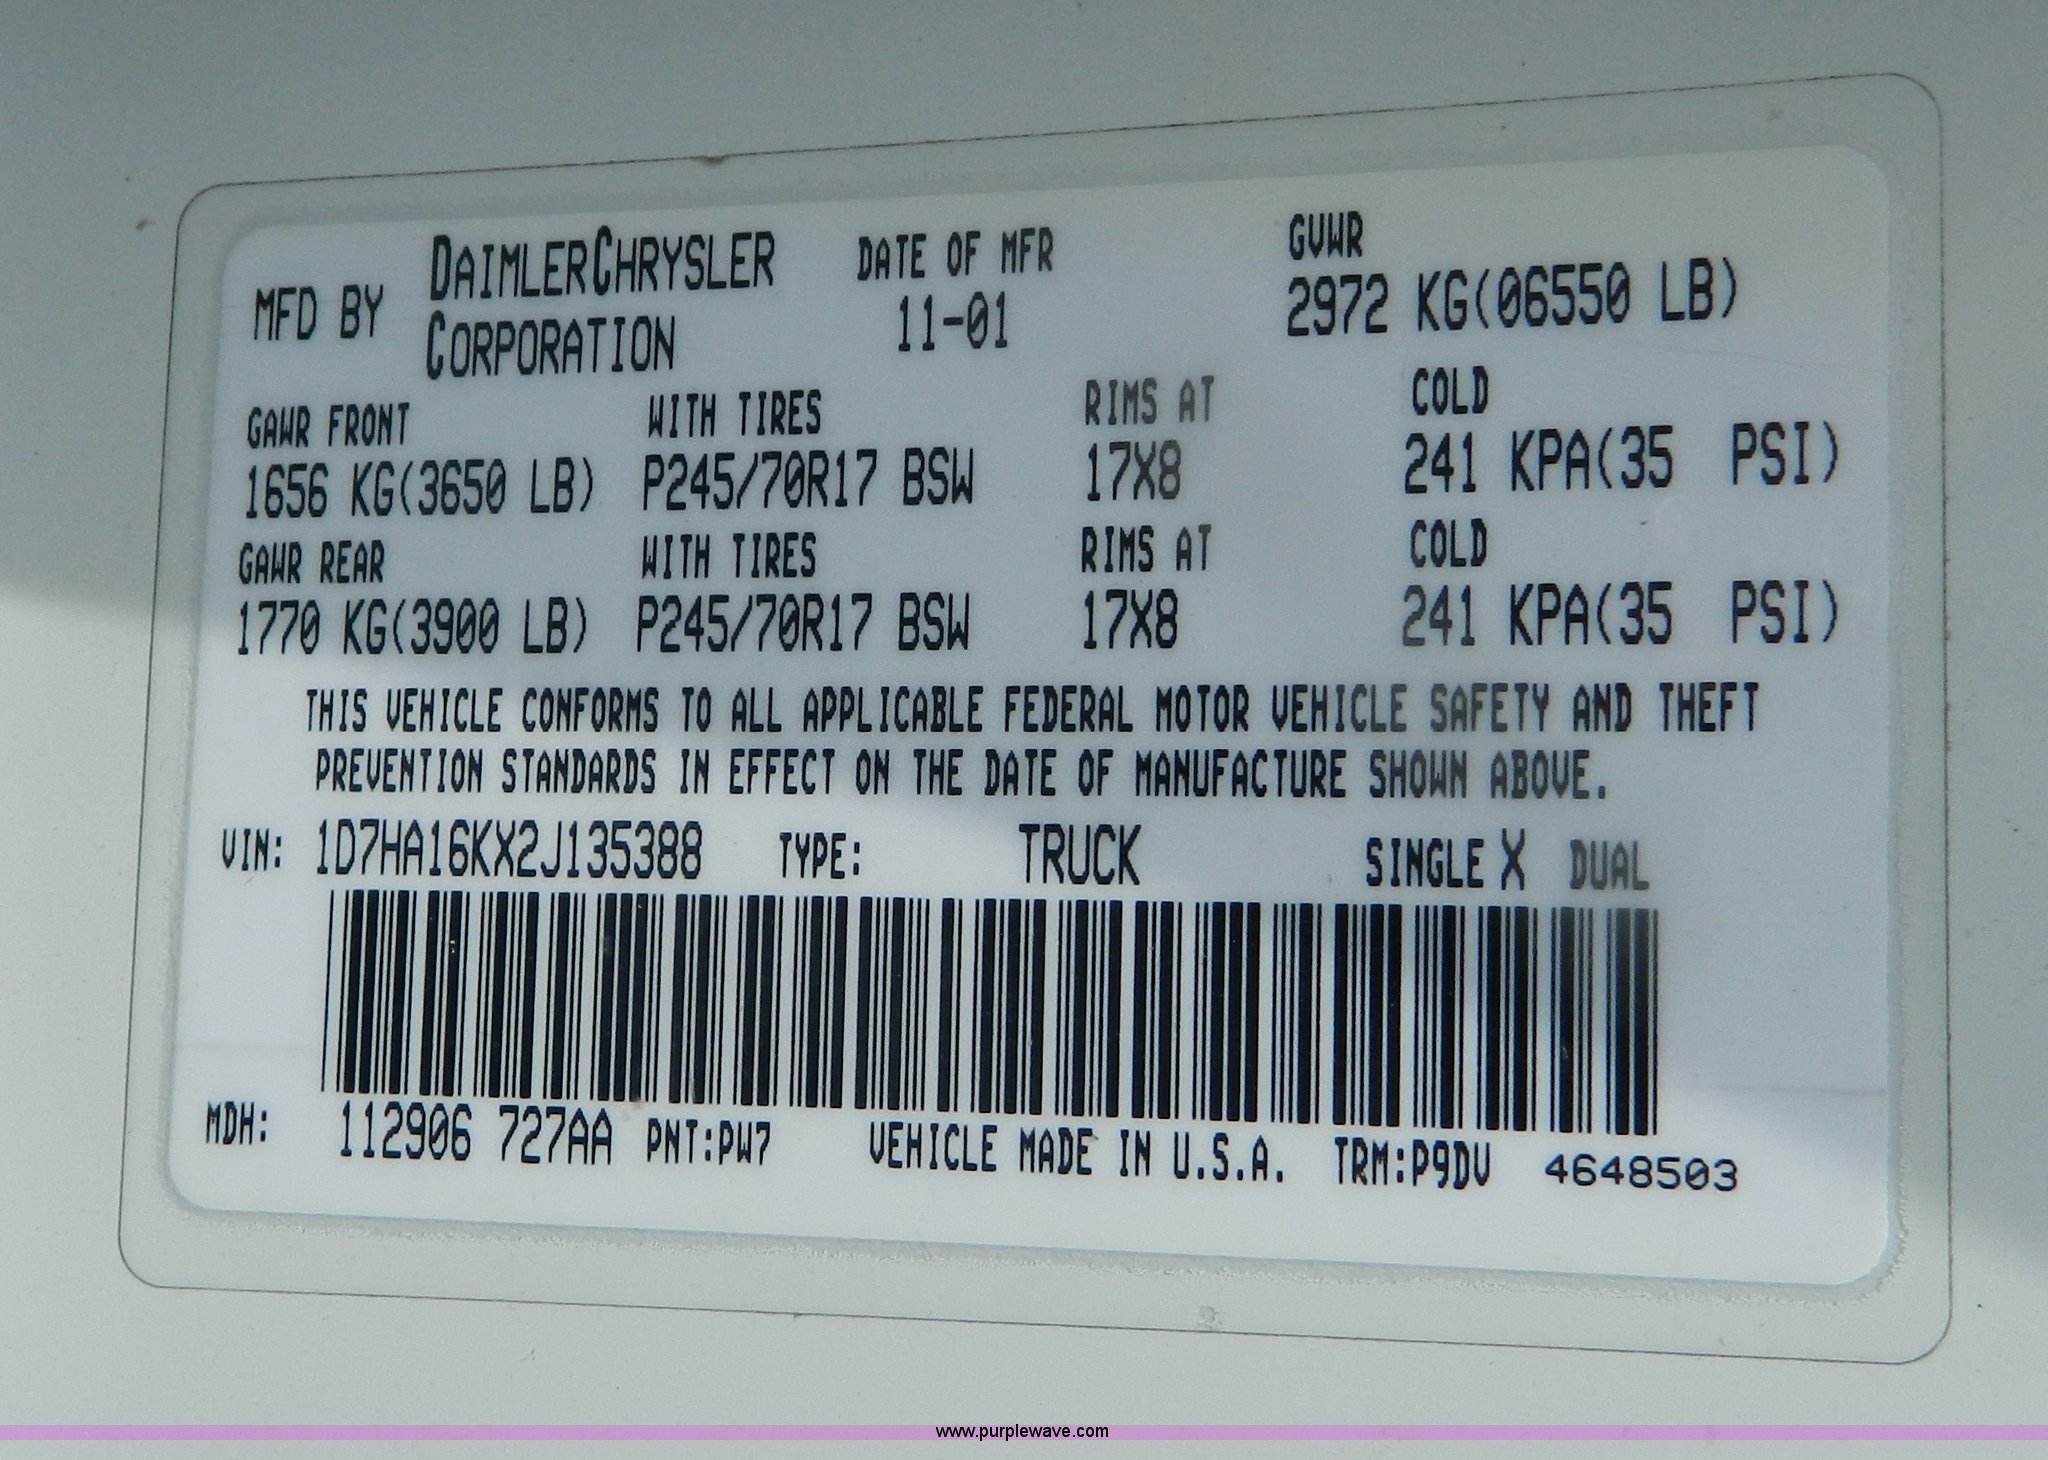 MFD BY DAIMLERCHRYSLER CORPORATION DATE OF MFR 11-01 GVWR 2972 KG(06550 LB)
GAWR FRONT WITH TIRES RIMS AT COLD
1656 KG(3650 LB) P245/70R17 BSW 17X8 241 KPA(35 PSI)
GAWR REAR WITH TIRES RIMS AT COLD
1770 KG(3900 LB) P245/70R17 BSW 17X8 241 KPA(35 PSI)
THIS VEHICLE CONFORMS TO ALL APPLICABLE FEDERAL MOTOR VEHICLE SAFETY AND THEFT
PREVENTION STANDARDS IN EFFECT ON THE DATE OF MANUFACTURE SHOWN ABOVE.
VIN: 1D7HA16KX2J135388 TYPE: TRUCK SINGLE X DUAL
MDH: 112906 727AA PNT:PW7 VEHICLE MADE IN U.S.A. TRM:P9DV 4648503
www.purplewave.com